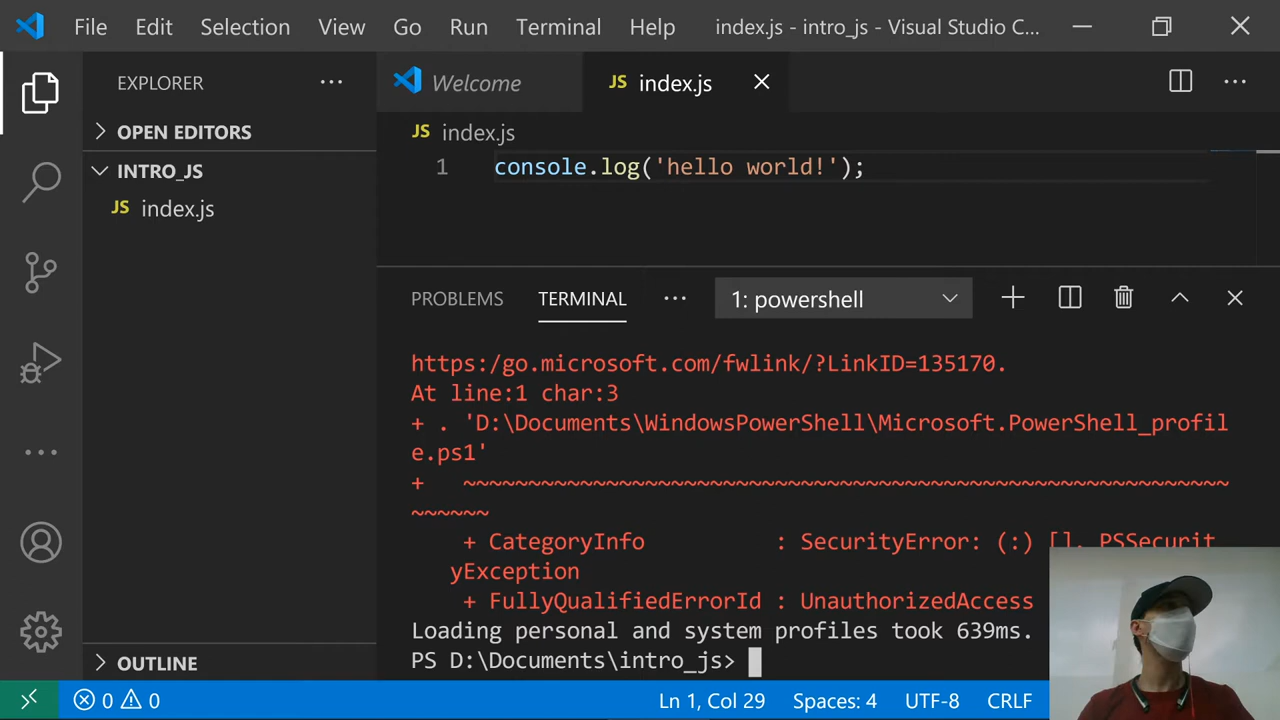 File Edit Selection View Go Run Terminal Help index.js - intro_js - Visual Studio C...
EXPLORER ...
Welcome JS index.js
OPEN EDITORS
JS index.js
INTRO_JS
1 console.log('hello world!');
JS index.js
PROBLEMS TERMINAL ... 1: powershell
https:/go.microsoft.com/fwlink/?LinkID=135170.
At line:1 char:3
+ . 'D:\Documents\WindowsPowerShell\Microsoft.PowerShell_profil
e.ps1'
+ ~~~~~~~~~~~~~~~~~~~~~~~~~~~~~~~~~~~~~~~~~~~~~~~~~~~~~~~~~~~
~~~~~~
+ CategoryInfo : SecurityError: (:) [], PSSecurit
yException
+ FullyQualifiedErrorId : UnauthorizedAccess
Loading personal and system profiles took 639ms.
PS D:\Documents\intro_js>
OUTLINE
0 0 Ln 1, Col 29 Spaces: 4 UTF-8 CRLF